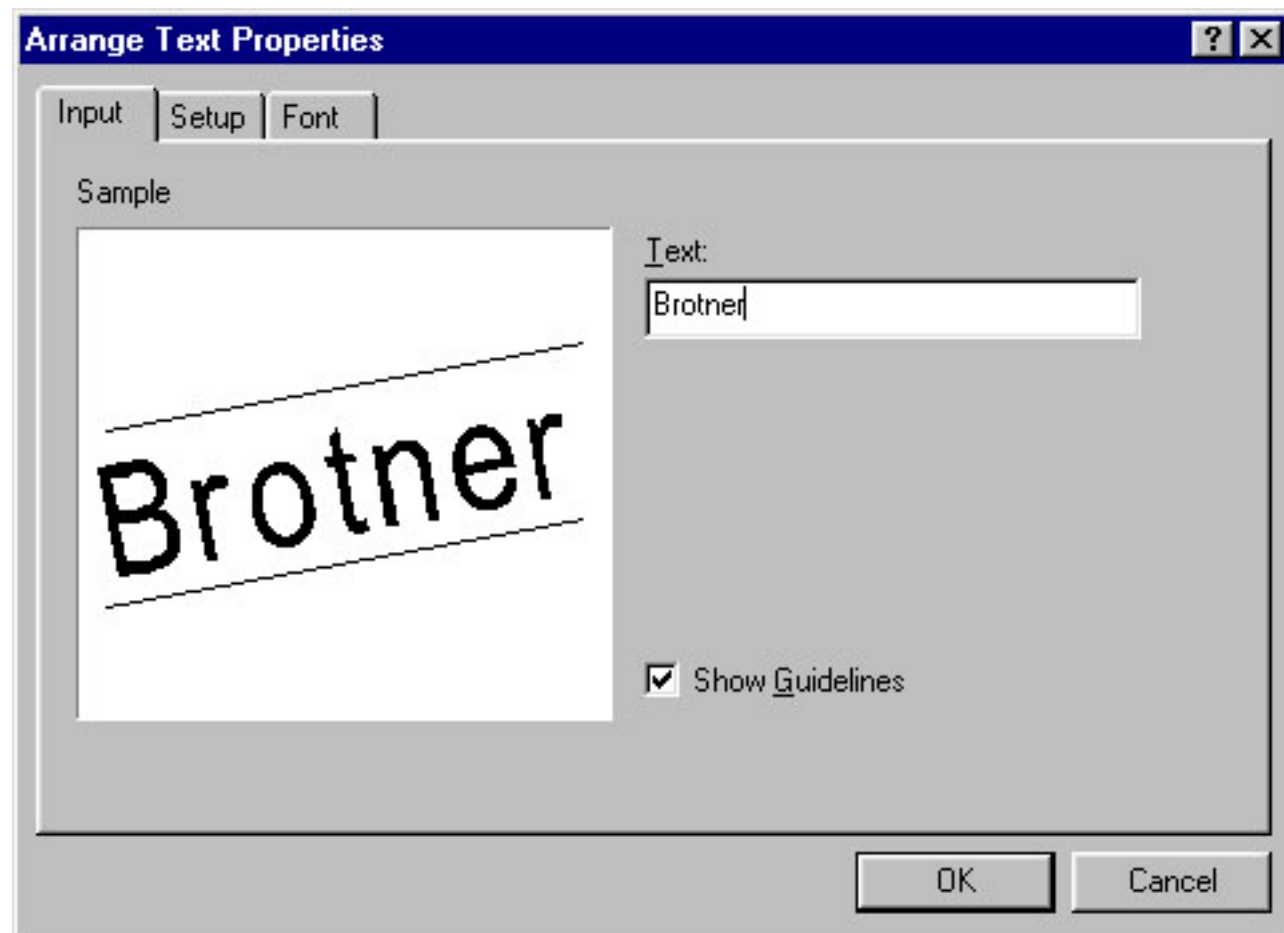 Arrange Text Properties
Input Setup Font
Sample
Text:
Brotner
Brotner
Show Guidelines
OK Cancel